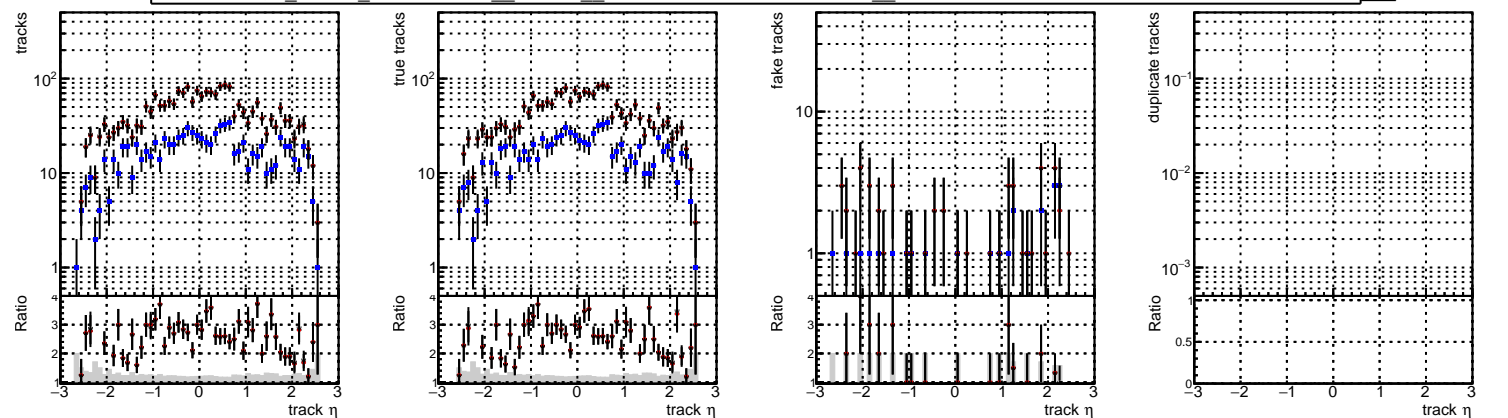 tracks
10²
10
1
Ratio
4
3
2
1
−3 −2 −1 0 1 2 3
track η
true tracks
10²
10
1
Ratio
4
3
2
1
−3 −2 −1 0 1 2 3
track η
fake tracks
10
1
Ratio
4
3
2
1
−3 −2 −1 0 1 2 3
track η
duplicate tracks
10⁻¹
10⁻²
10⁻³
Ratio
1
0.5
0
−3 −2 −1 0 1 2 3
track η